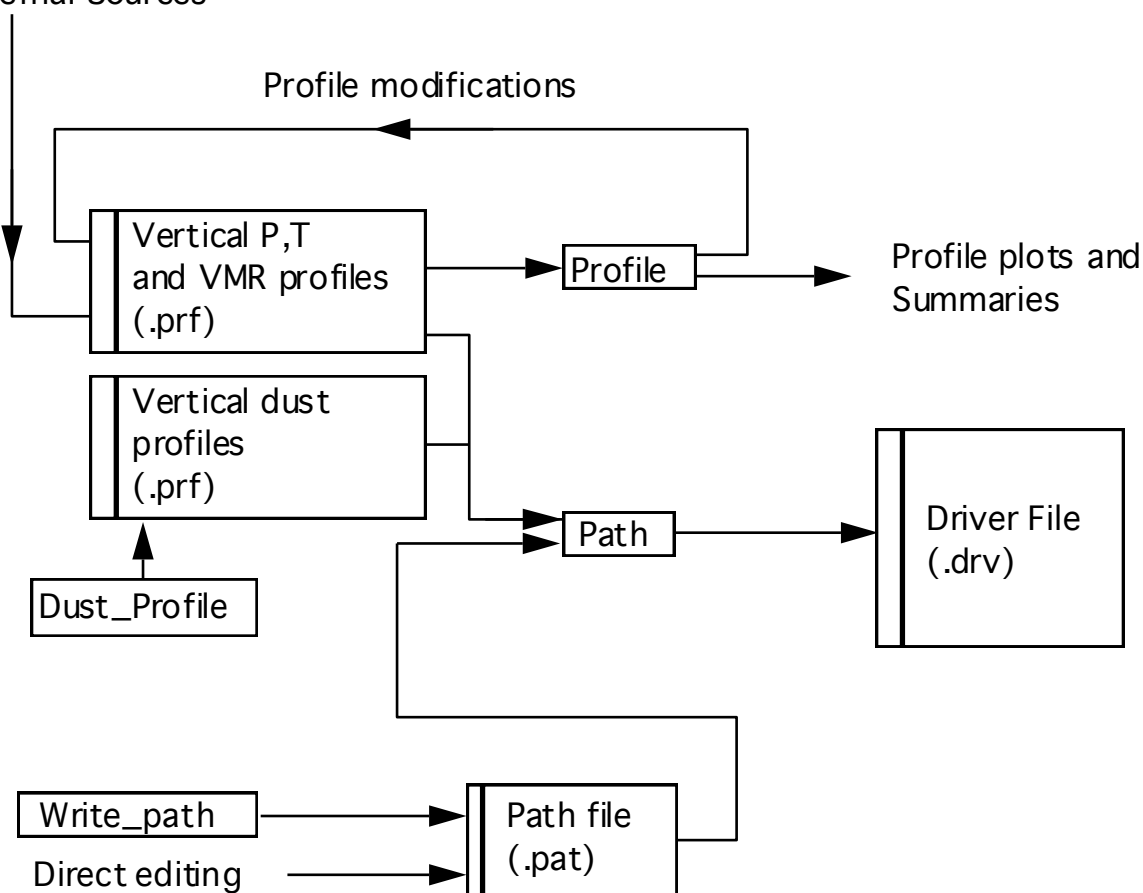 sources
Profile modifications
Vertical P,T
and VMR profiles
(.prf)
Profile
Profile plots and
Summaries
Vertical dust
profiles
(.prf)
Path
Driver File
(.drv)
Dust_Profile
Write_path
Path file
(.pat)
Direct editing